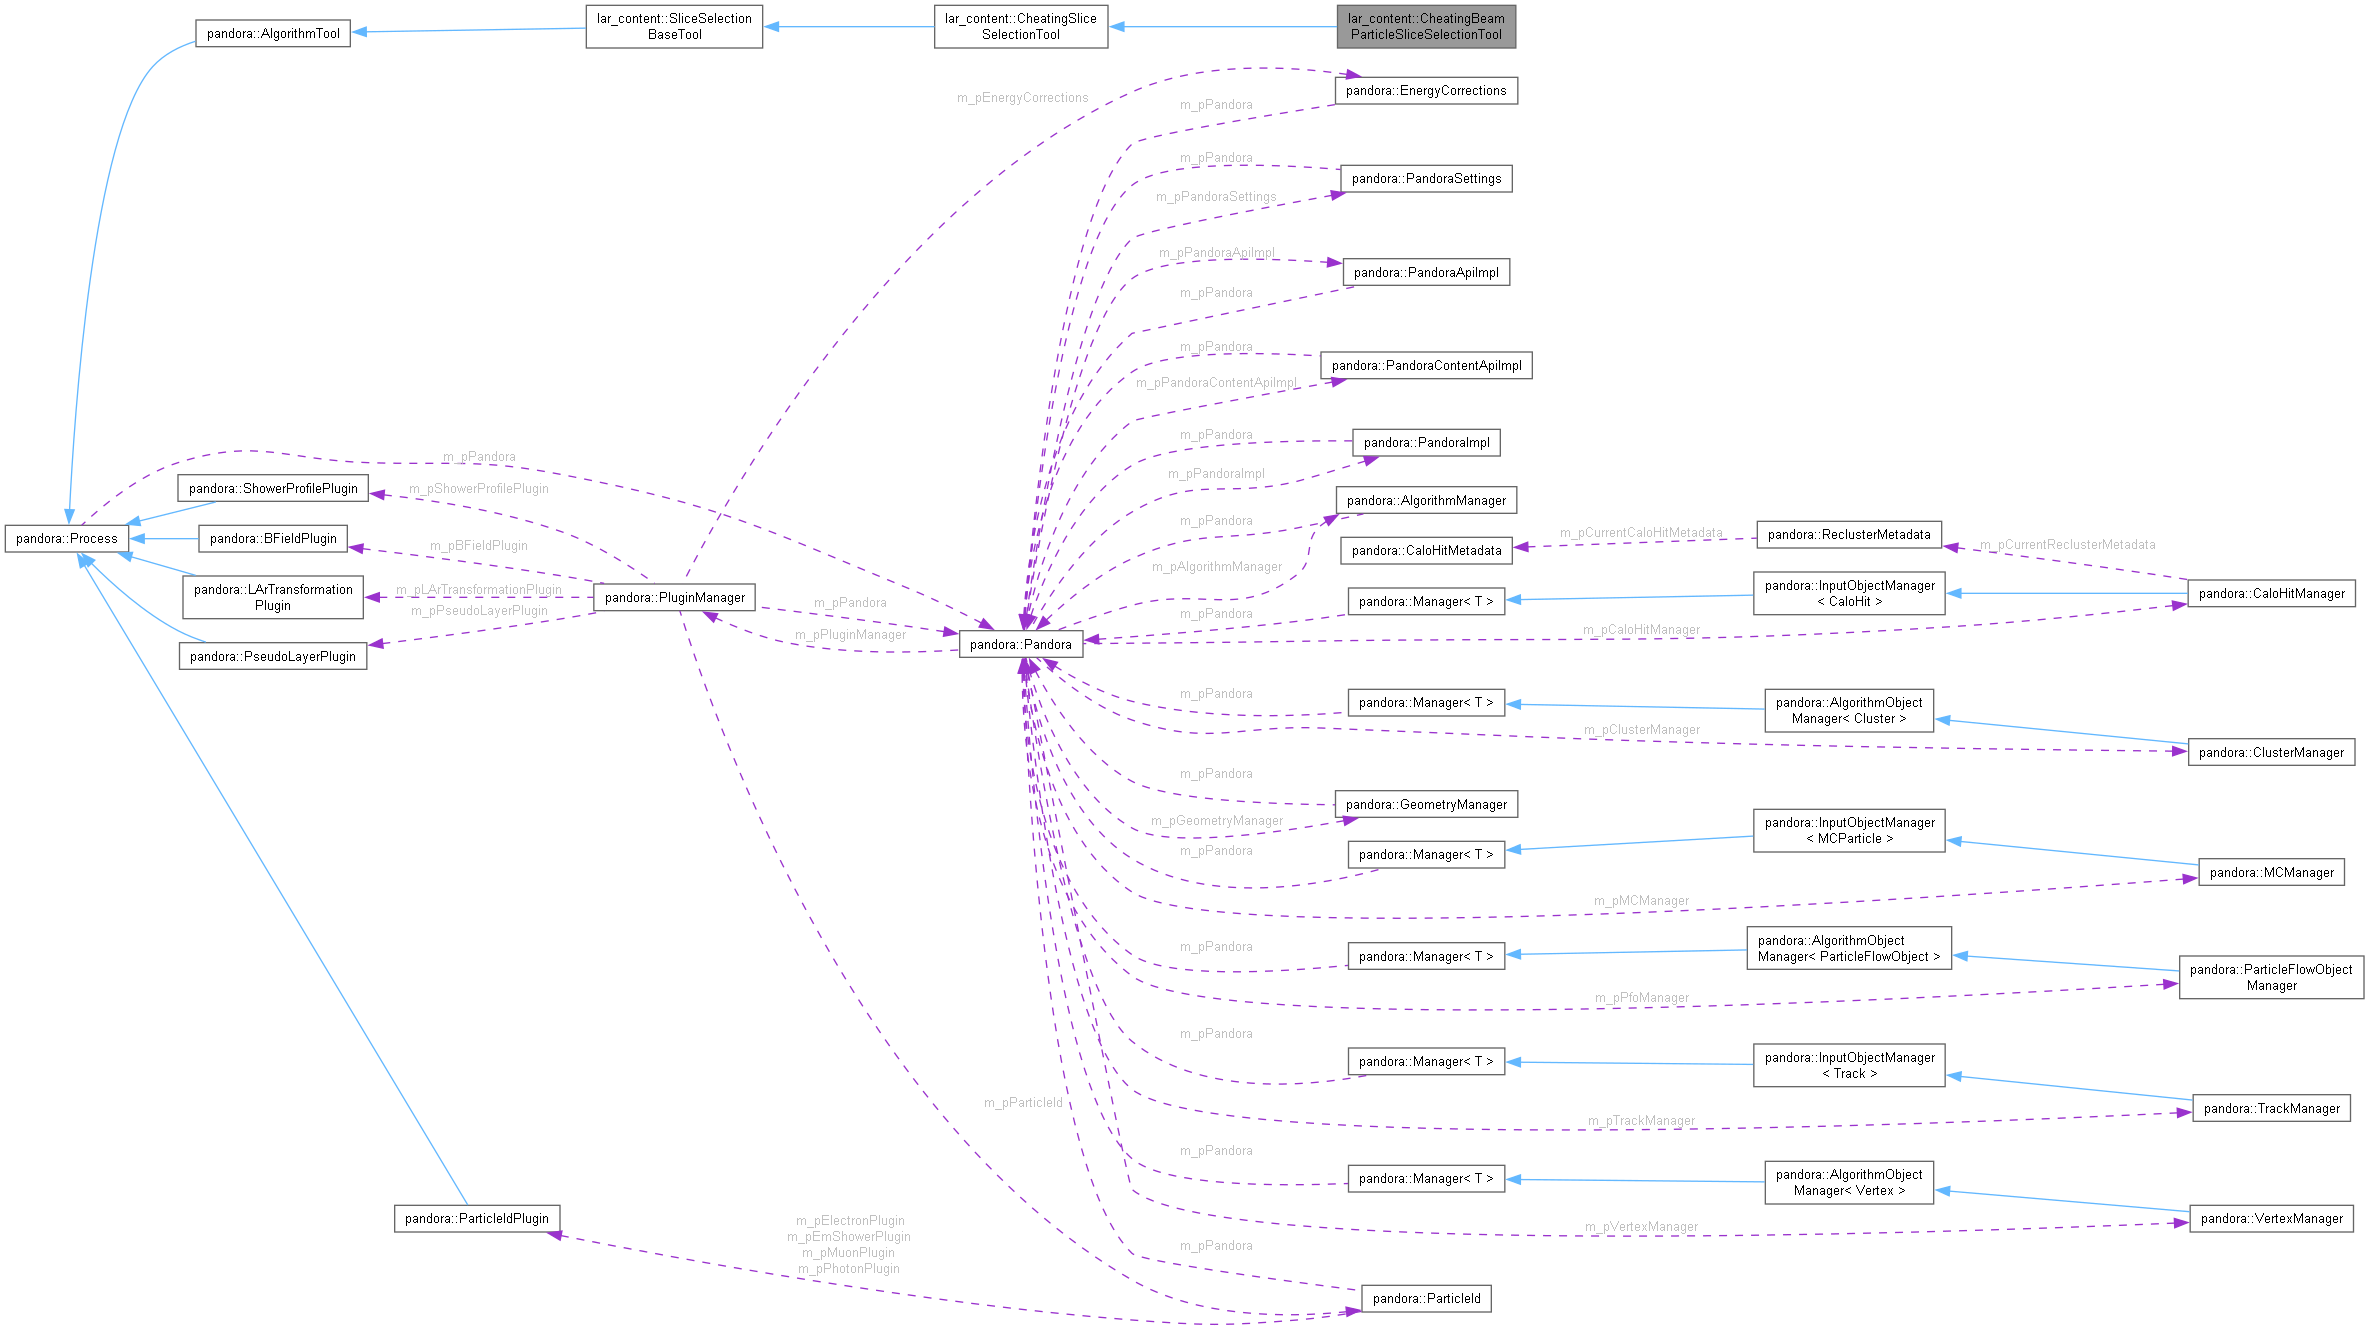 lar_content::SliceSelection
BaseTool
lar_content::CheatingSlice
SelectionTool
lar_content::CheatingBeam
ParticleSliceSelectionTool
pandora::AlgorithmTool
m_pEnergyCorrections
pandora::EnergyCorrections
m_pPandora
m_pPandora
pandora::PandoraSettings
m_pPandoraSettings
m_pPandoraApiImpl
pandora::PandoraApiImpl
m_pPandora
m_pPandora
pandora::PandoraContentApiImpl
m_pPandoraContentApiImpl
m_pPandora
pandora::PandoraImpl
m_pPandora
m_pPandoraImpl
pandora::ShowerProfilePlugin
m_pShowerProfilePlugin
pandora::AlgorithmManager
m_pPandora
pandora::Process
pandora::BFieldPlugin
m_pBFieldPlugin
pandora::CaloHitMetadata
m_pCurrentCaloHitMetadata
pandora::ReclusterMetadata
m_pCurrentReclusterMetadata
m_pAlgorithmManager
pandora::LArTransformation
Plugin
m_pLArTransformationPlugin
m_pPseudoLayerPlugin
pandora::PluginManager
m_pPandora
m_pPluginManager
pandora::Manager< T >
pandora::InputObjectManager
< CaloHit >
pandora::CaloHitManager
m_pPandora
m_pCaloHitManager
pandora::PseudoLayerPlugin
pandora::Pandora
m_pPandora
pandora::Manager< T >
pandora::AlgorithmObject
Manager< Cluster >
m_pClusterManager
pandora::ClusterManager
m_pPandora
pandora::GeometryManager
m_pGeometryManager
m_pPandora
pandora::Manager< T >
pandora::InputObjectManager
< MCParticle >
pandora::MCManager
m_pMCManager
m_pPandora
pandora::Manager< T >
pandora::AlgorithmObject
Manager< ParticleFlowObject >
pandora::ParticleFlowObject
Manager
m_pPfoManager
m_pPandora
pandora::Manager< T >
pandora::InputObjectManager
< Track >
pandora::TrackManager
m_pTrackManager
m_pParticleId
m_pPandora
pandora::Manager< T >
pandora::AlgorithmObject
Manager< Vertex >
pandora::VertexManager
m_pVertexManager
pandora::ParticleIdPlugin
m_pElectronPlugin
m_pEmShowerPlugin
m_pMuonPlugin
m_pPhotonPlugin
m_pPandora
pandora::ParticleId